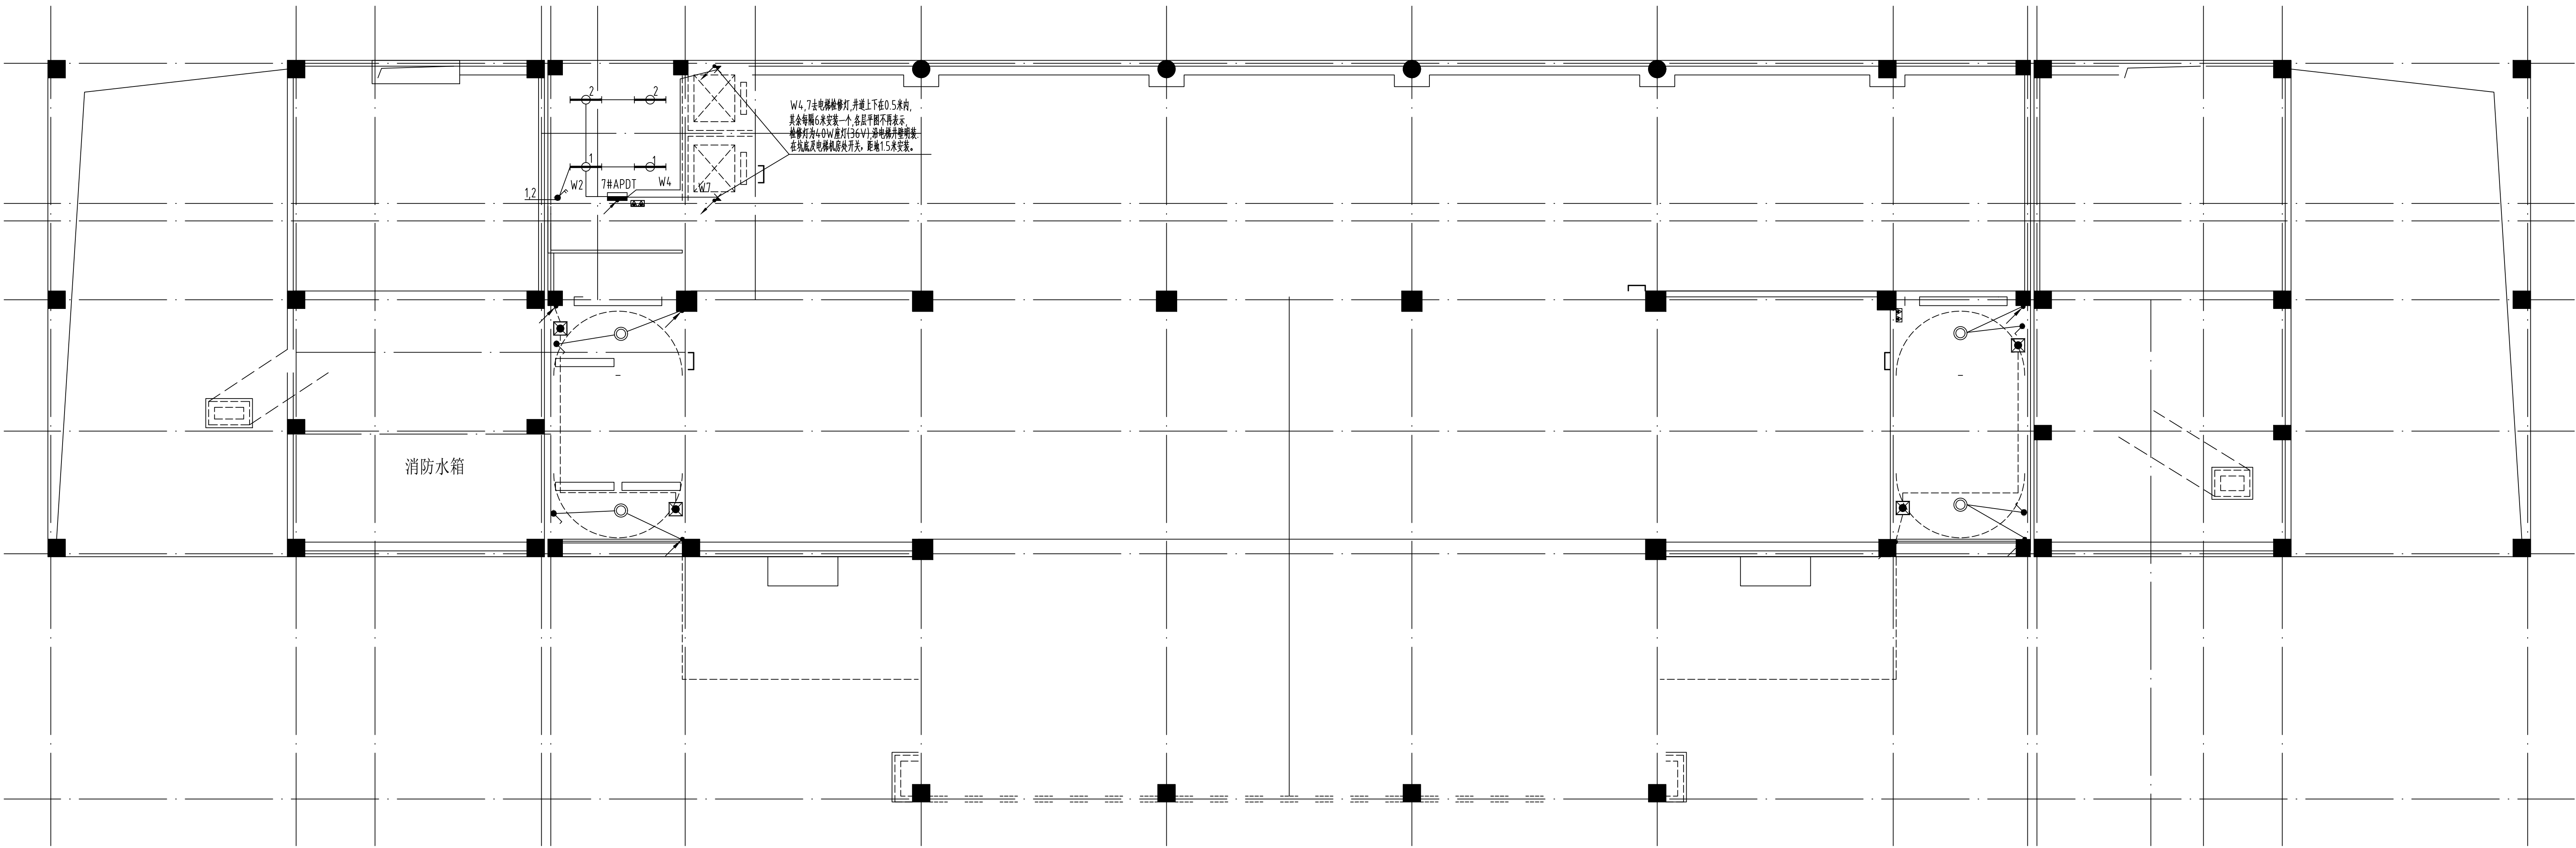 2
2
W4,7去电梯检修灯,井道上下在0.5米内,
其余每隔6米安装一个,各层平图不再表示,
检修灯为40W座灯(36V),沿电梯井壁明装.
在坑底及电梯机房处开关，距地1.5米安装。
1
1
1,2
W2
7#APDT
W4
W7
消防水箱